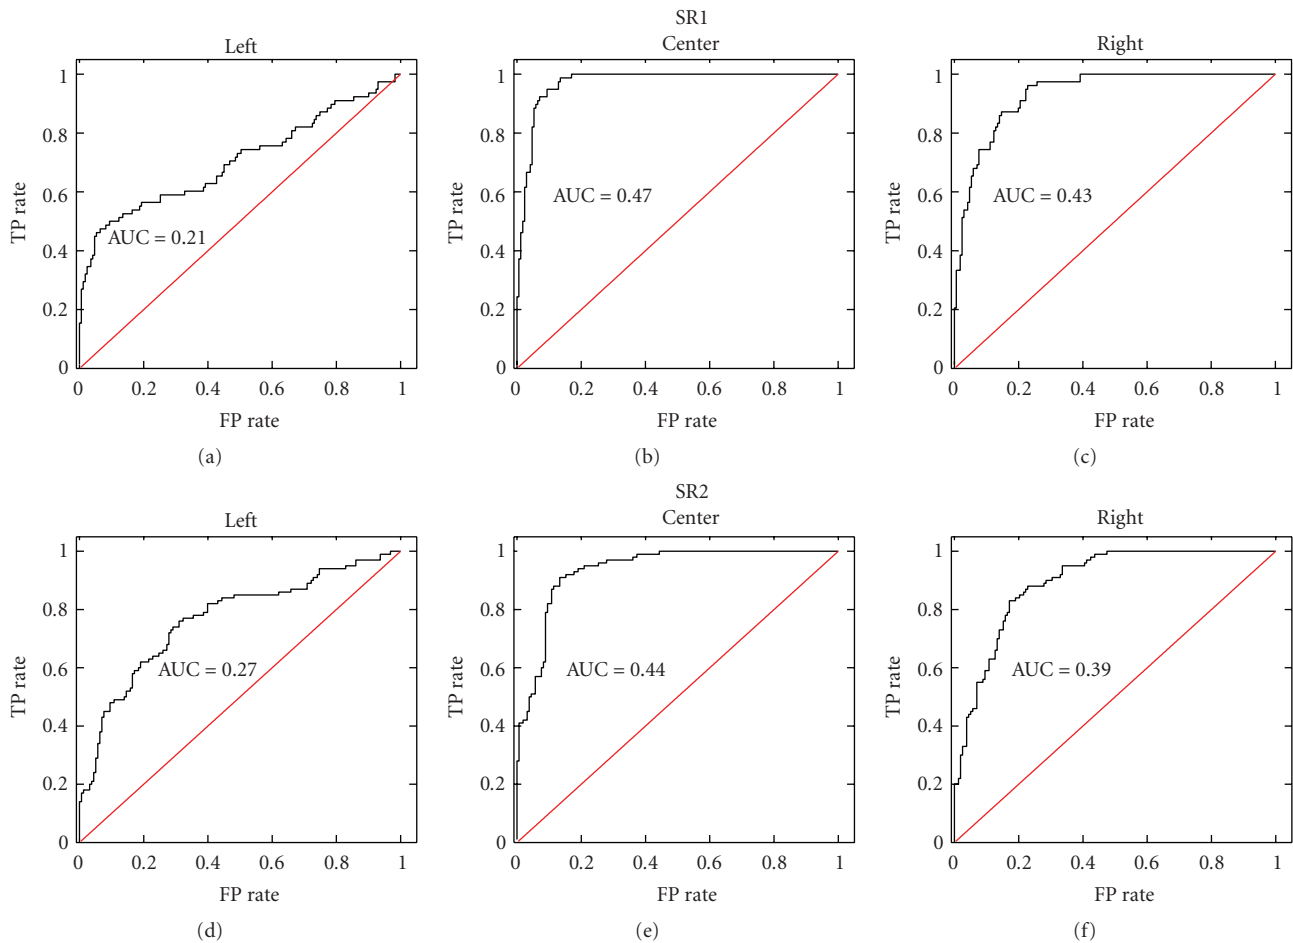 SR1
Left
Center
Right
1
0.8
0.6
0.4
0.2
0
TP rate
AUC = 0.21
0 0.2 0.4 0.6 0.8 1
FP rate
(a)
1
0.8
0.6
0.4
0.2
0
TP rate
AUC = 0.47
0 0.2 0.4 0.6 0.8 1
FP rate
(b)
1
0.8
0.6
0.4
0.2
0
TP rate
AUC = 0.43
0 0.2 0.4 0.6 0.8 1
FP rate
(c)
SR2
Left
Center
Right
1
0.8
0.6
0.4
0.2
0
TP rate
AUC = 0.27
0 0.2 0.4 0.6 0.8 1
FP rate
(d)
1
0.8
0.6
0.4
0.2
0
TP rate
AUC = 0.44
0 0.2 0.4 0.6 0.8 1
FP rate
(e)
1
0.8
0.6
0.4
0.2
0
TP rate
AUC = 0.39
0 0.2 0.4 0.6 0.8 1
FP rate
(f)